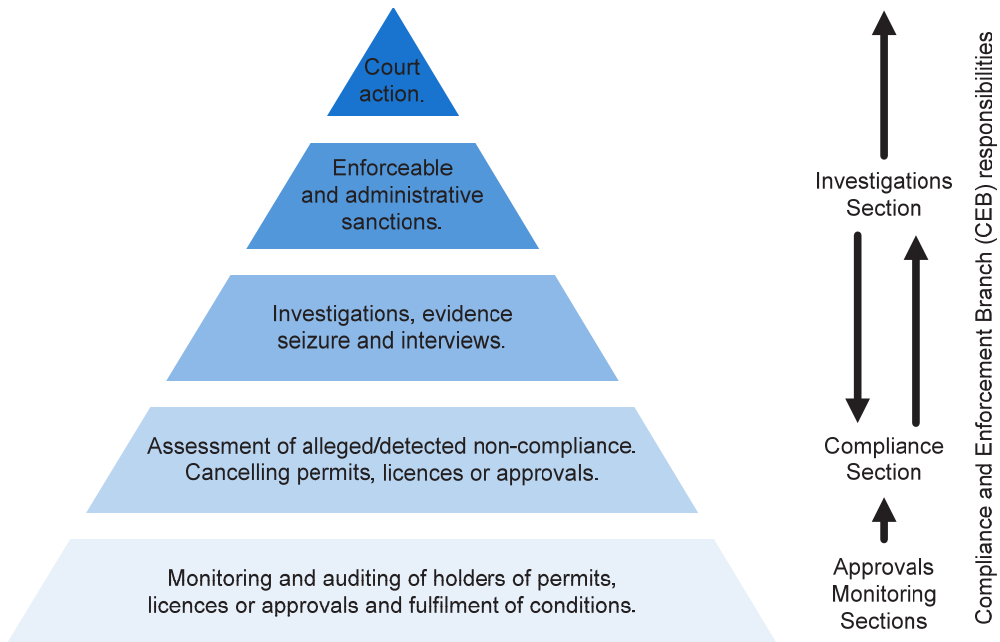 Court
action.
Enforceable
and administrative
sanctions.
Investigations, evidence
seizure and interviews.
Assessment of alleged/detected non-compliance.
Cancelling permits, licences or approvals.
Monitoring and auditing of holders of permits,
licences or approvals and fulfilment of conditions.
Investigations
Section
Compliance
Section
Approvals
Monitoring
Sections
Compliance and Enforcement Branch (CEB) responsibilities